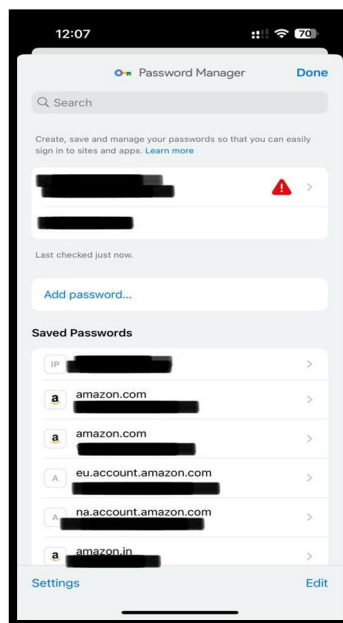 12:07
70
Password Manager
Done
Search
Create, save and manage your passwords so that you can easily
sign in to sites and apps. Learn more
Last checked just now.
Add password...
Saved Passwords
IP
a amazon.com
a amazon.com
A eu.account.amazon.com
A na.account.amazon.com
a amazon.in
Settings
Edit